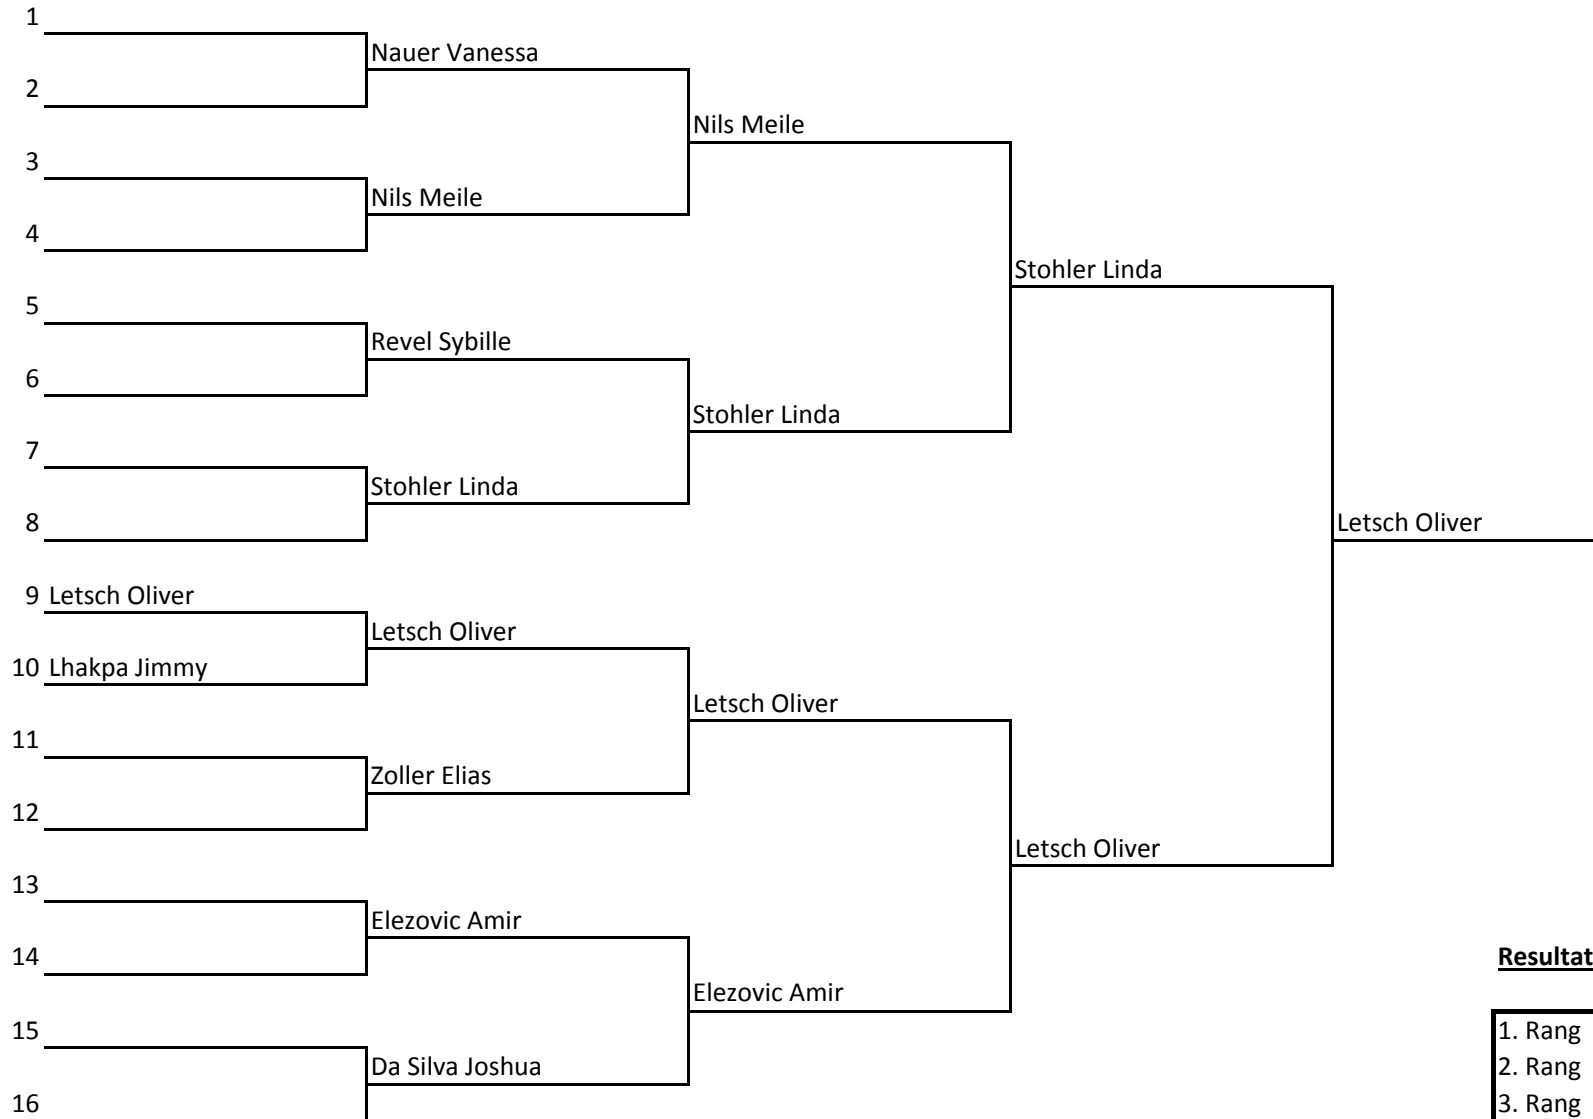 1
Nauer Vanessa
2
Nils Meile
3
Nils Meile
4
Stohler Linda
5
Revel Sybille
6
Stohler Linda
7
Stohler Linda
8
Letsch Oliver
9 Letsch Oliver
Letsch Oliver
10 Lhakpa Jimmy
Letsch Oliver
11
Zoller Elias
12
Letsch Oliver
13
Elezovic Amir
14
Resultat
Elezovic Amir
15
1. Rang
Da Silva Joshua
2. Rang
16
3. Rang